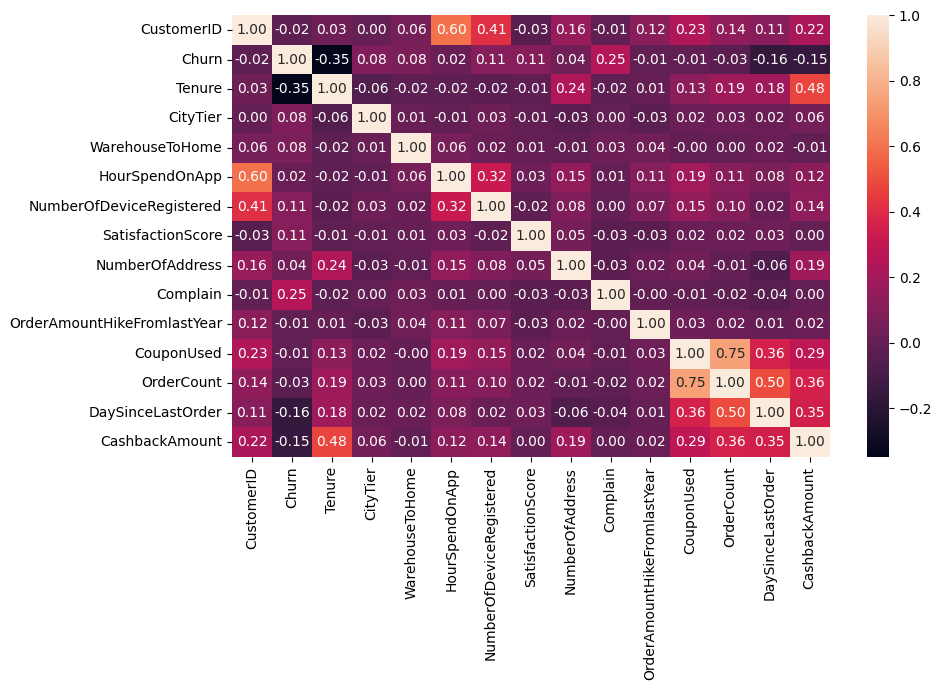 CustomerID 1.00 -0.02 0.03 0.00 0.06 0.60 0.41 -0.03 0.16 -0.01 0.12 0.23 0.14 0.11 0.22
Churn -0.02 1.00 -0.35 0.08 0.08 0.02 0.11 0.11 0.04 0.25 -0.01 -0.01 -0.03 -0.16 -0.15
Tenure 0.03 -0.35 1.00 -0.06 -0.02 -0.02 -0.02 -0.01 0.24 -0.02 0.01 0.13 0.19 0.18 0.48
CityTier 0.00 0.08 -0.06 1.00 0.01 -0.01 0.03 -0.01 -0.03 0.00 -0.03 0.02 0.03 0.02 0.06
WarehouseToHome 0.06 0.08 -0.02 0.01 1.00 0.06 0.02 0.01 -0.01 0.03 0.04 -0.00 0.00 0.02 -0.01
HourSpendOnApp 0.60 0.02 -0.02 -0.01 0.06 1.00 0.32 0.03 0.15 0.01 0.11 0.19 0.11 0.08 0.12
NumberOfDeviceRegistered 0.41 0.11 -0.02 0.03 0.02 0.32 1.00 -0.02 0.08 0.00 0.07 0.15 0.10 0.02 0.14
SatisfactionScore -0.03 0.11 -0.01 -0.01 0.01 0.03 -0.02 1.00 0.05 -0.03 -0.03 0.02 0.02 0.03 0.00
NumberOfAddress 0.16 0.04 0.24 -0.03 -0.01 0.15 0.08 0.05 1.00 -0.03 0.02 0.04 -0.01 -0.06 0.19
Complain -0.01 0.25 -0.02 0.00 0.03 0.01 0.00 -0.03 -0.03 1.00 -0.00 -0.01 -0.02 -0.04 0.00
OrderAmountHikeFromlastYear 0.12 -0.01 0.01 -0.03 0.04 0.11 0.07 -0.03 0.02 -0.00 1.00 0.03 0.02 0.01 0.02
CouponUsed 0.23 -0.01 0.13 0.02 -0.00 0.19 0.15 0.02 0.04 -0.01 0.03 1.00 0.75 0.36 0.29
OrderCount 0.14 -0.03 0.19 0.03 0.00 0.11 0.10 0.02 -0.01 -0.02 0.02 0.75 1.00 0.50 0.36
DaySinceLastOrder 0.11 -0.16 0.18 0.02 0.02 0.08 0.02 0.03 -0.06 -0.04 0.01 0.36 0.50 1.00 0.35
CashbackAmount 0.22 -0.15 0.48 0.06 -0.01 0.12 0.14 0.00 0.19 0.00 0.02 0.29 0.36 0.35 1.00
CustomerID
Churn
Tenure
CityTier
WarehouseToHome
HourSpendOnApp
NumberOfDeviceRegistered
SatisfactionScore
NumberOfAddress
Complain
OrderAmountHikeFromlastYear
CouponUsed
OrderCount
DaySinceLastOrder
CashbackAmount
1.0
0.8
0.6
0.4
0.2
0.0
−0.2